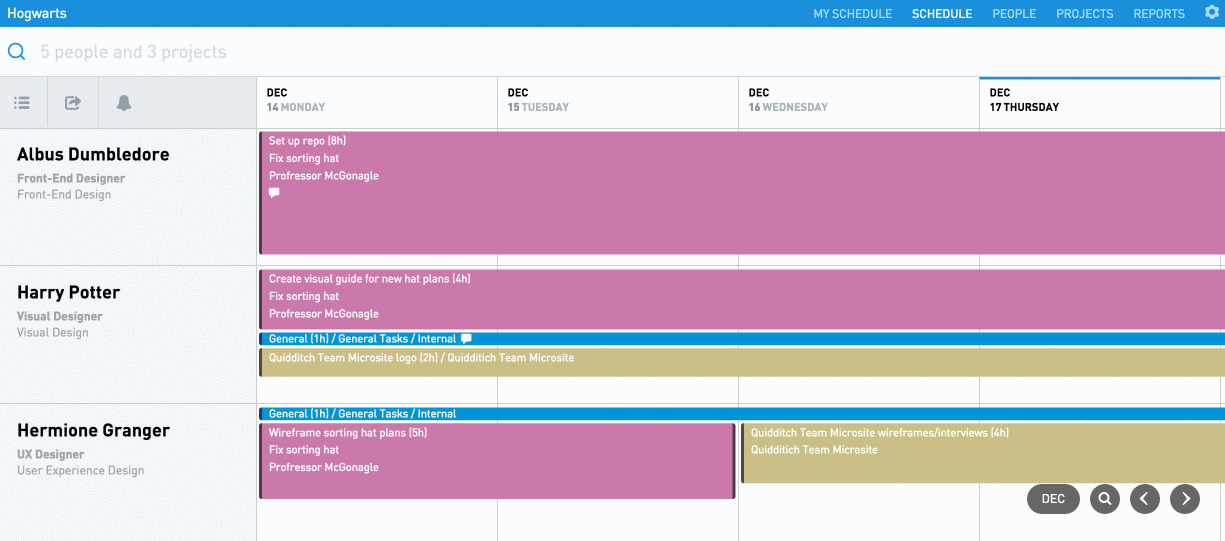 Hogwarts
MY SCHEDULE SCHEDULE PEOPLE PROJECTS REPORTS
5 people and 3 projects
DEC
14 MONDAY
DEC
15 TUESDAY
DEC
16 WEDNESDAY
DEC
17 THURSDAY
Albus Dumbledore
Front-End Designer
Front-End Design
Set up repo (8h)
Fix sorting hat
Profressor McGonagle
Harry Potter
Visual Designer
Visual Design
Create visual guide for new hat plans (4h)
Fix sorting hat
Profressor McGonagle
General (1h) / General Tasks / Internal
Quidditch Team Microsite logo (2h) / Quidditich Team Microsite
Hermione Granger
UX Designer
User Experience Design
General (1h) / General Tasks / Internal
Wireframe sorting hat plans (5h)
Fix sorting hat
Profressor McGonagle
Quidditch Team Microsite wireframes/interviews (4h)
Quidditich Team Microsite
DEC